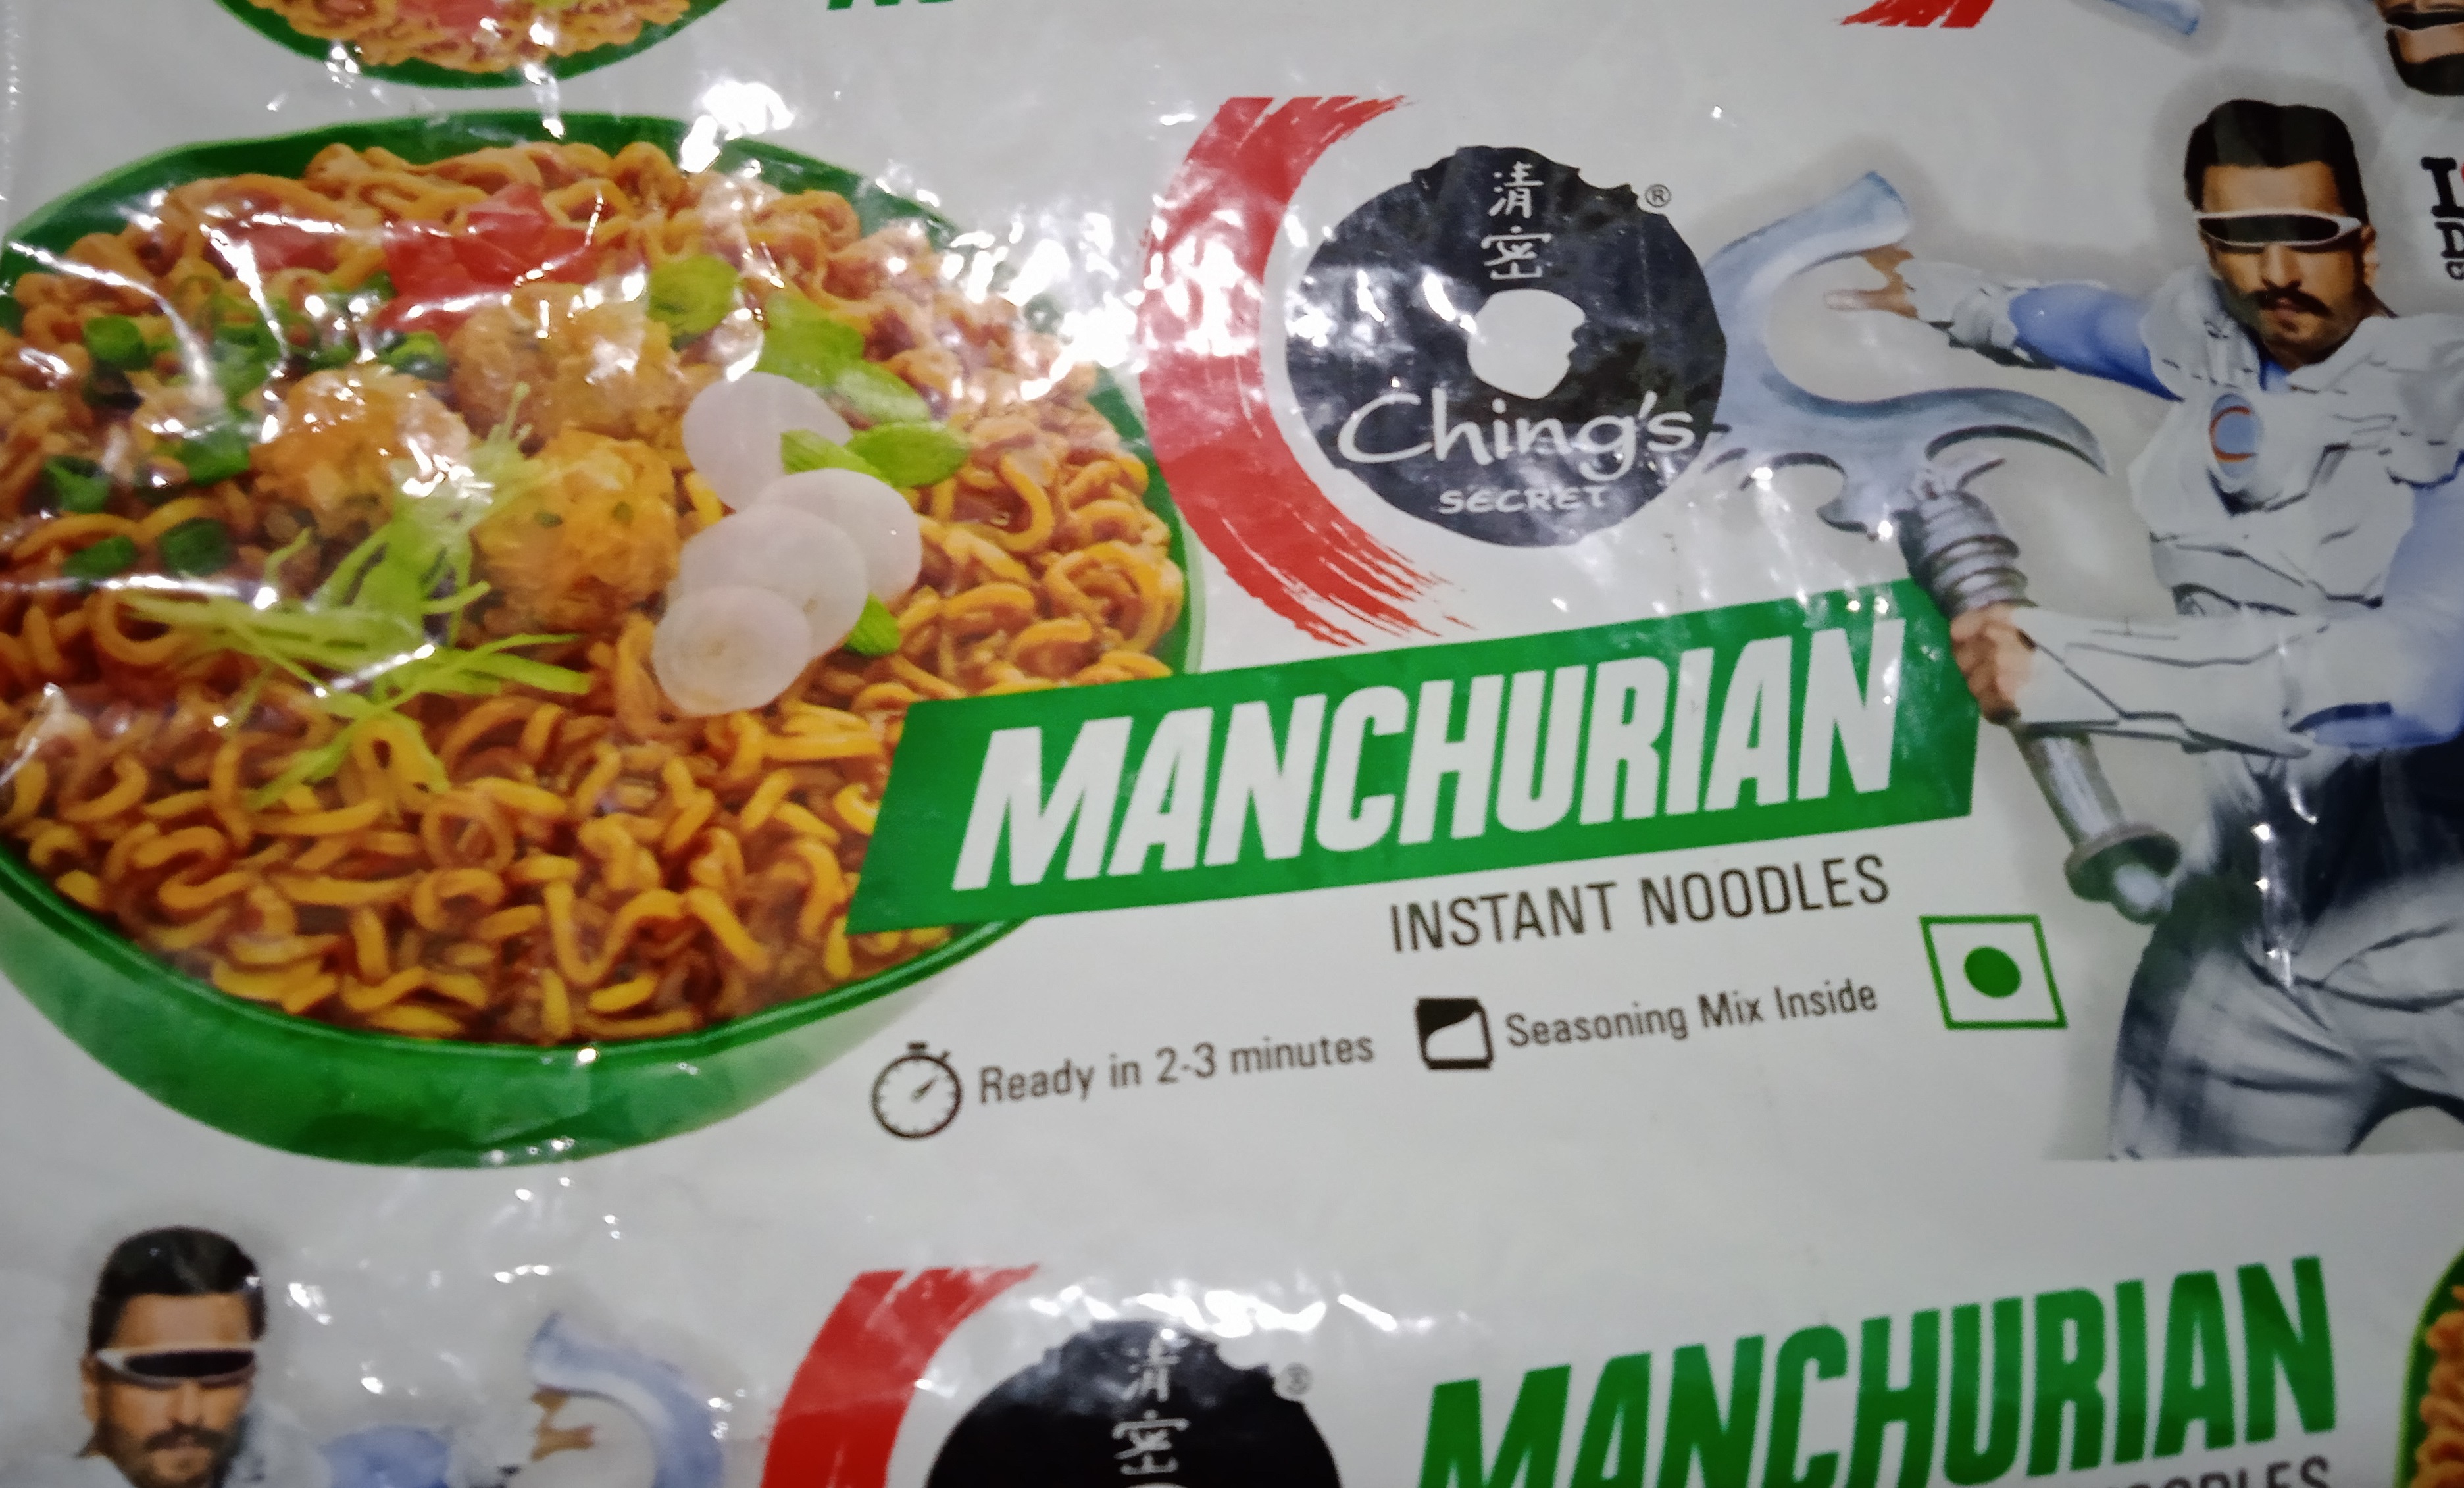 清
密
®
Ching's
SECRET
MANCHURIAN
INSTANT NOODLES
Ready in 2-3 minutes
Seasoning Mix Inside
清
密
®
MANCHURIAN